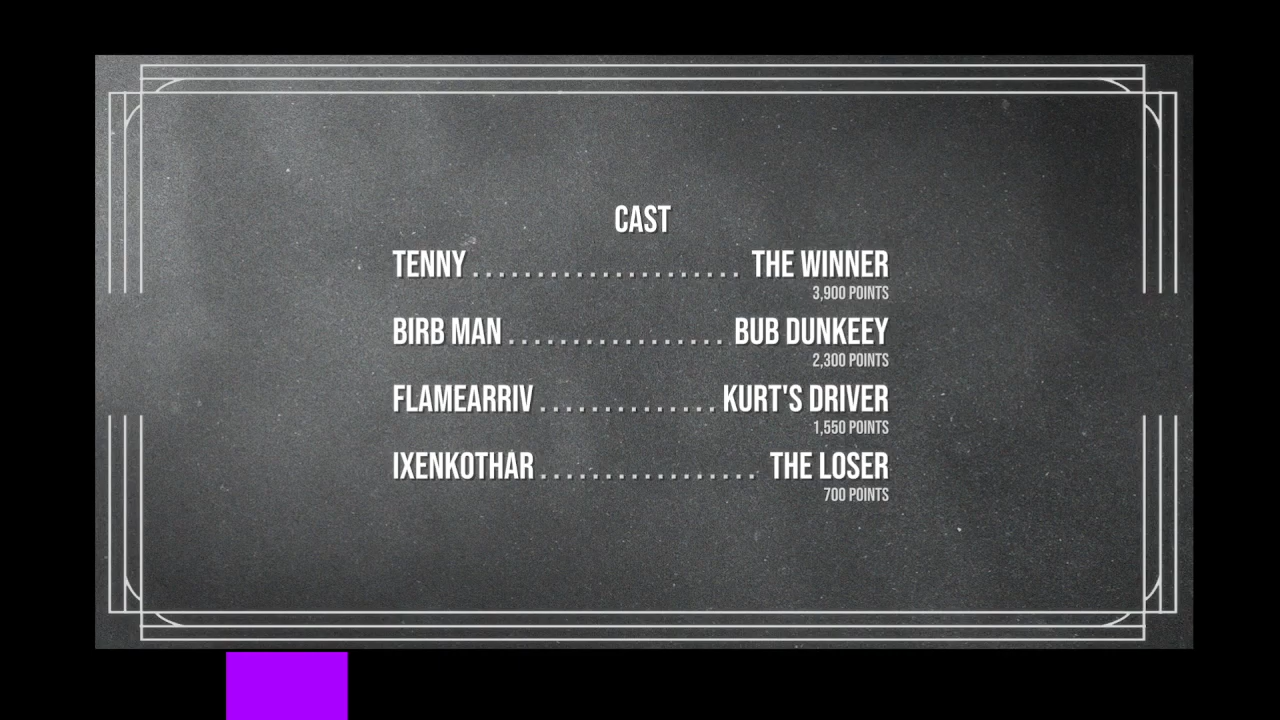 CAST
TENNY ..................... THE WINNER
3,900 POINTS
BIRB MAN ................. BUB DUNKEEY
2,300 POINTS
FLAMEARRIV .............. KURT'S DRIVER
1,550 POINTS
IXENKOTHAR ................. THE LOSER
700 POINTS